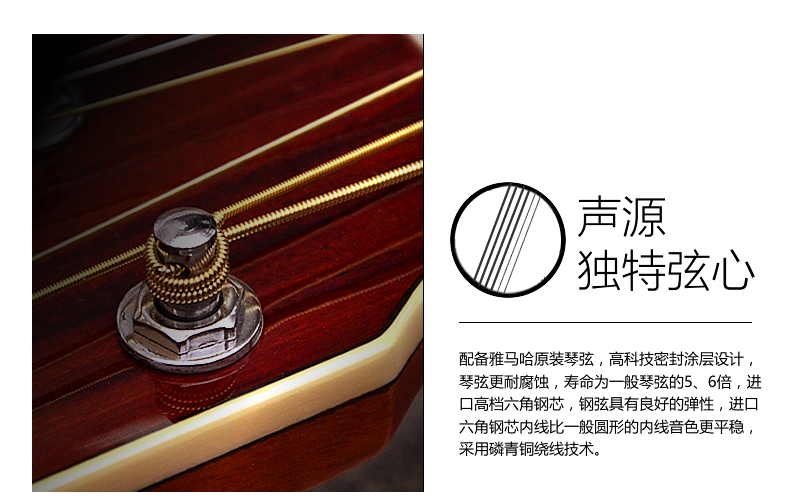 声源
独特弦心
配备雅马哈原装琴弦，高科技密封涂层设计，
琴弦更耐腐蚀，寿命为一般琴弦的5、6倍，进
口高档六角钢芯，钢弦具有良好的弹性，进口
六角钢芯内线比一般圆形的内线音色更平稳，
采用磷青铜绕线技术。